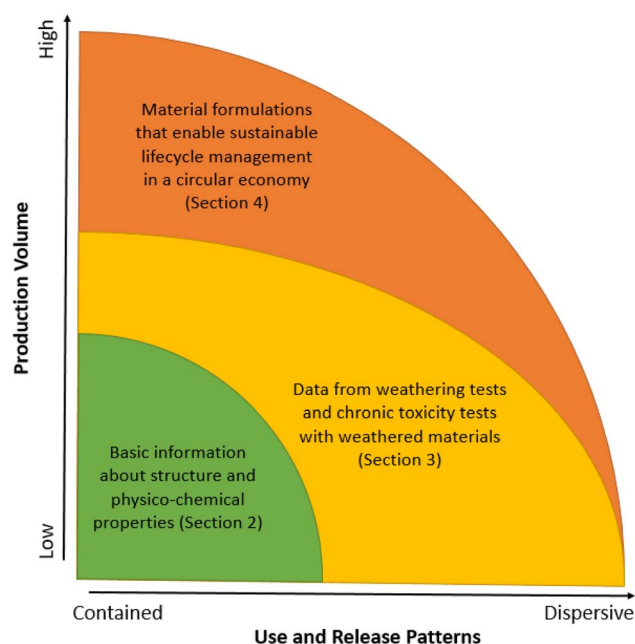 High
Material formulations
that enable sustainable
lifecycle management
in a circular economy
(Section 4)
Production Volume
Data from weathering tests
and chronic toxicity tests
with weathered materials
(Section 3)
Basic information
about structure and
physico-chemical
properties (Section 2)
Low
Contained
Dispersive
Use and Release Patterns